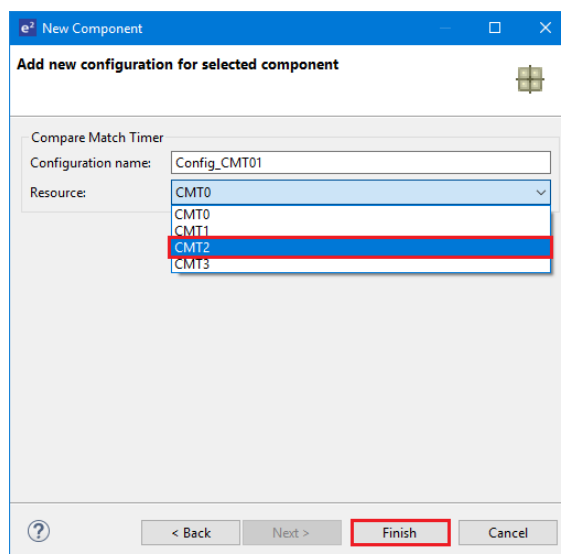 e² New Component
Add new configuration for selected component
Compare Match Timer
Configuration name: Config_CMT01
Resource: CMT0
CMT0
CMT1
CMT2
CMT3
? < Back Next > Finish Cancel